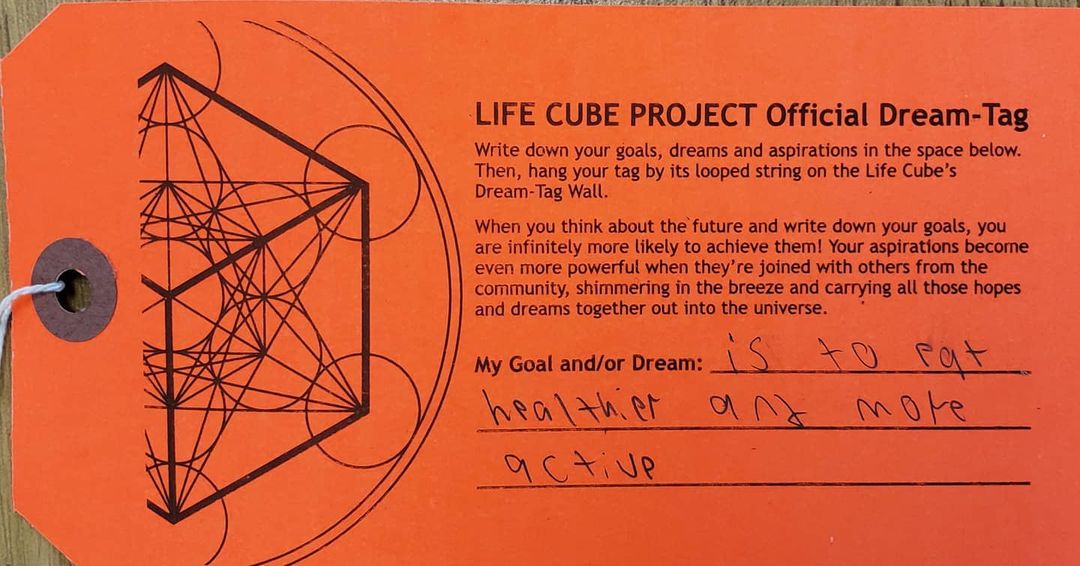 LIFE CUBE PROJECT Official Dream-Tag
Write down your goals, dreams and aspirations in the space below.
Then, hang your tag by its looped string on the Life Cube's
Dream-Tag Wall.
When you think about the future and write down your goals, you
are infinitely more likely to achieve them! Your aspirations become
even more powerful when they're joined with others from the
community, shimmering in the breeze and carrying all those hopes
and dreams together out into the universe.
My Goal and/or Dream: is to eat
healthier and more
active